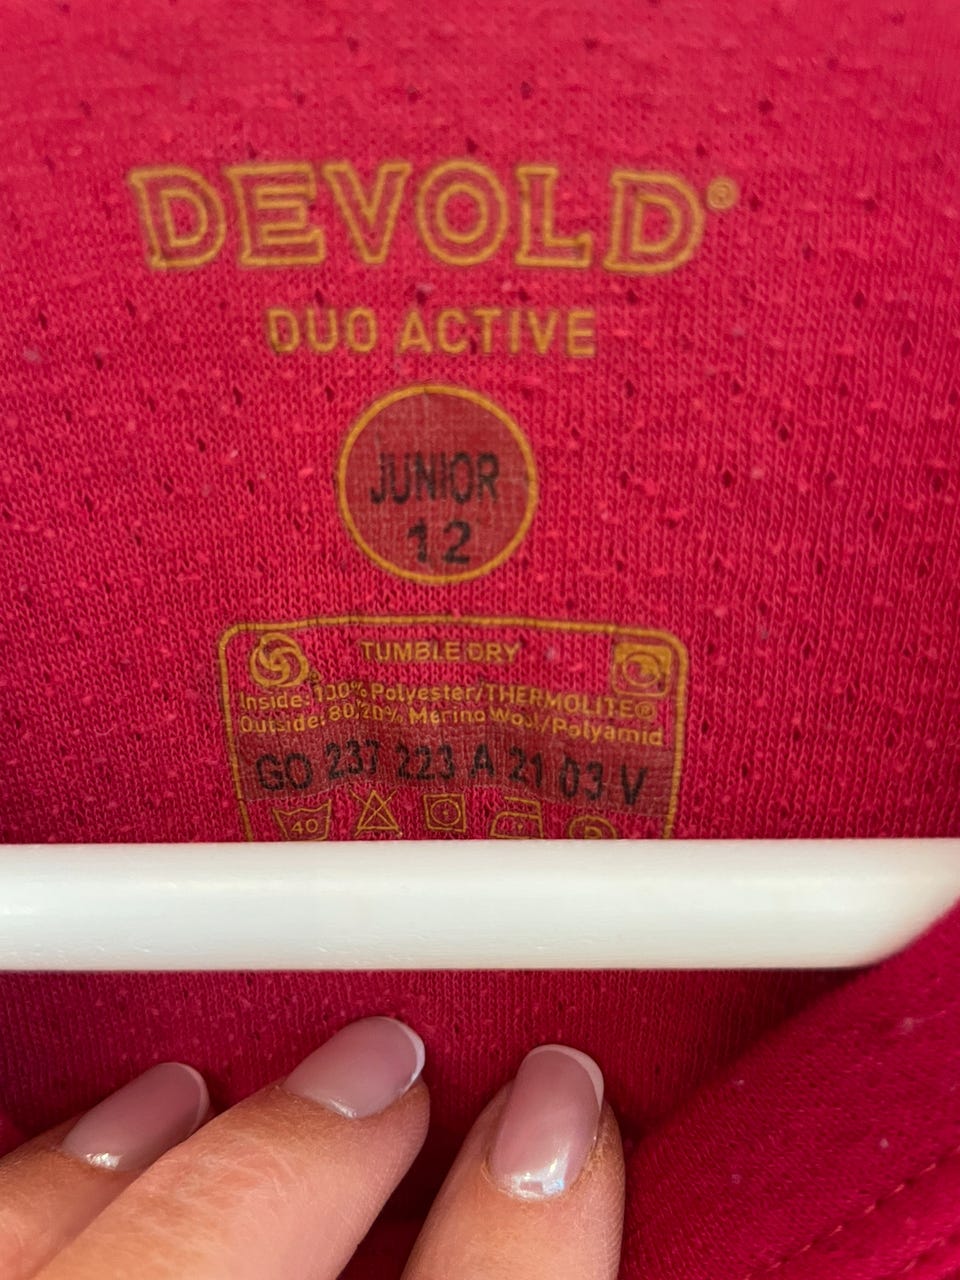 DEVOLD®
DUO ACTIVE
JUNIOR
12
TUMBLE DRY
Inside: 100% Polyester/THERMOLITE®
Outside: 80/20% Merino Wool/Polyamid
GO 237 223 A 21 03 V
40